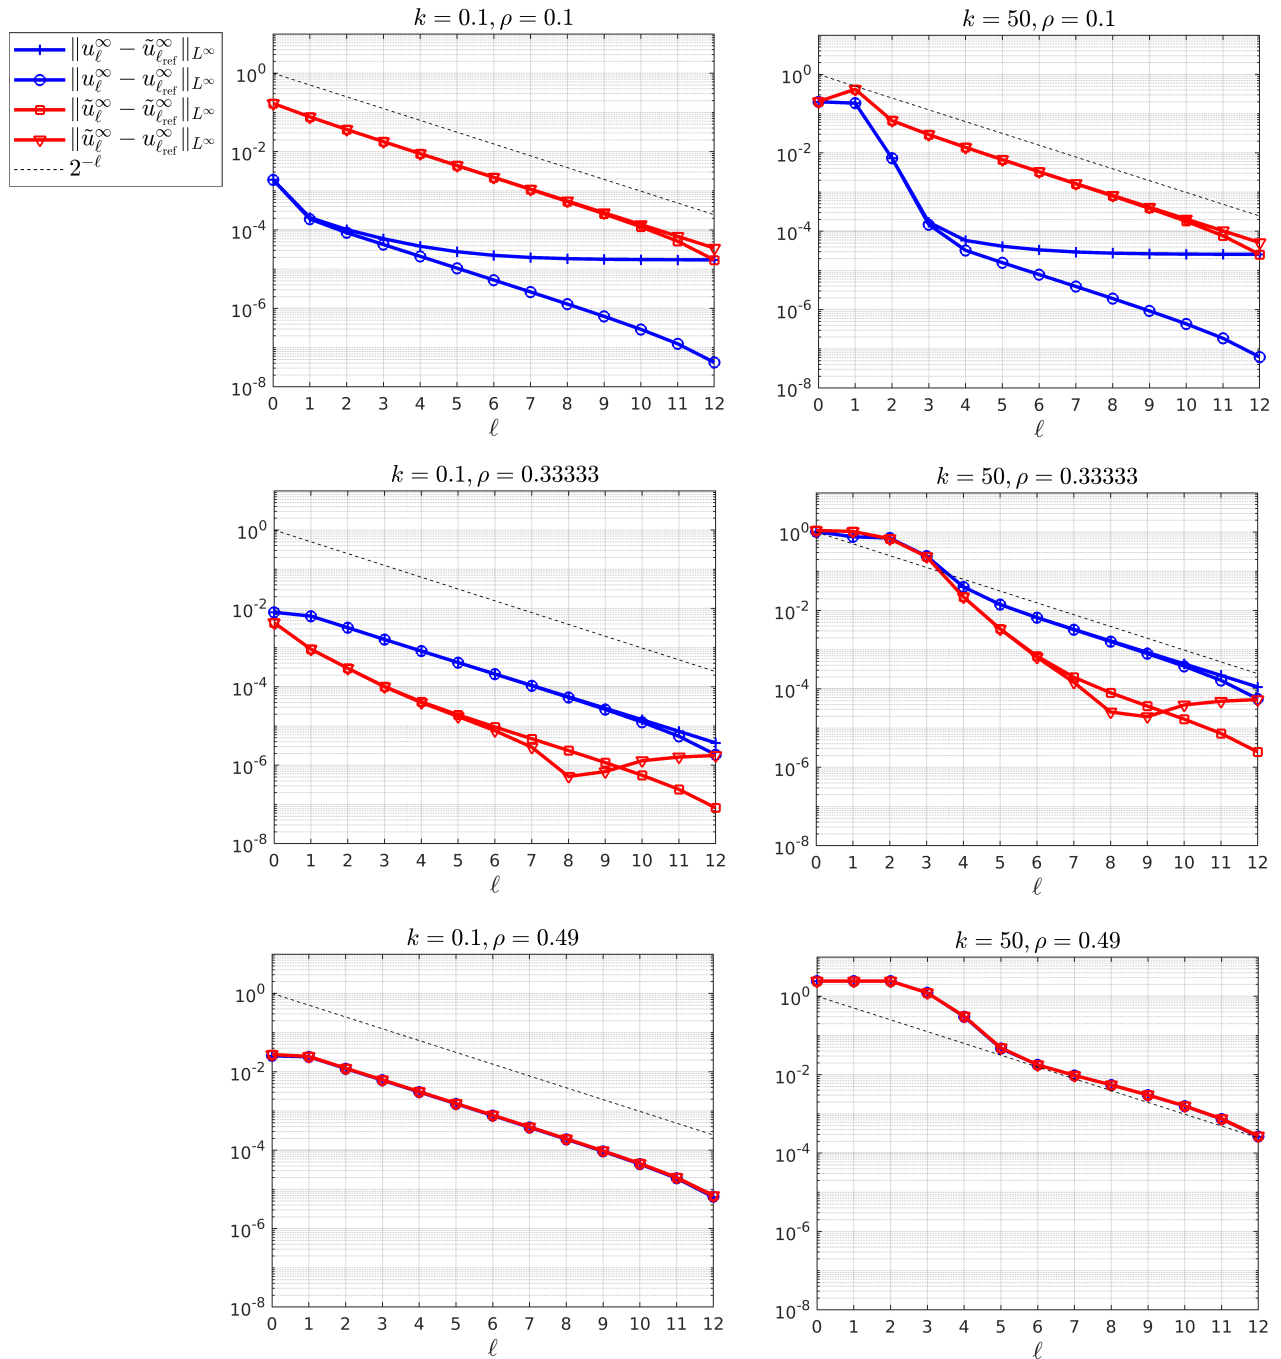 ‖u_ℓ^∞ − ũ_{ℓ_ref}^∞‖_{L^∞}
‖u_ℓ^∞ − u_{ℓ_ref}^∞‖_{L^∞}
‖ũ_ℓ^∞ − ũ_{ℓ_ref}^∞‖_{L^∞}
‖ũ_ℓ^∞ − u_{ℓ_ref}^∞‖_{L^∞}
2^{−ℓ}
k = 0.1, ρ = 0.1
10^0
10^{-2}
10^{-4}
10^{-6}
10^{-8}
0 1 2 3 4 5 6 7 8 9 10 11 12
ℓ
k = 50, ρ = 0.1
10^0
10^{-2}
10^{-4}
10^{-6}
10^{-8}
0 1 2 3 4 5 6 7 8 9 10 11 12
ℓ
k = 0.1, ρ = 0.33333
10^0
10^{-2}
10^{-4}
10^{-6}
10^{-8}
0 1 2 3 4 5 6 7 8 9 10 11 12
ℓ
k = 50, ρ = 0.33333
10^0
10^{-2}
10^{-4}
10^{-6}
10^{-8}
0 1 2 3 4 5 6 7 8 9 10 11 12
ℓ
k = 0.1, ρ = 0.49
10^0
10^{-2}
10^{-4}
10^{-6}
10^{-8}
0 1 2 3 4 5 6 7 8 9 10 11 12
ℓ
k = 50, ρ = 0.49
10^0
10^{-2}
10^{-4}
10^{-6}
10^{-8}
0 1 2 3 4 5 6 7 8 9 10 11 12
ℓ